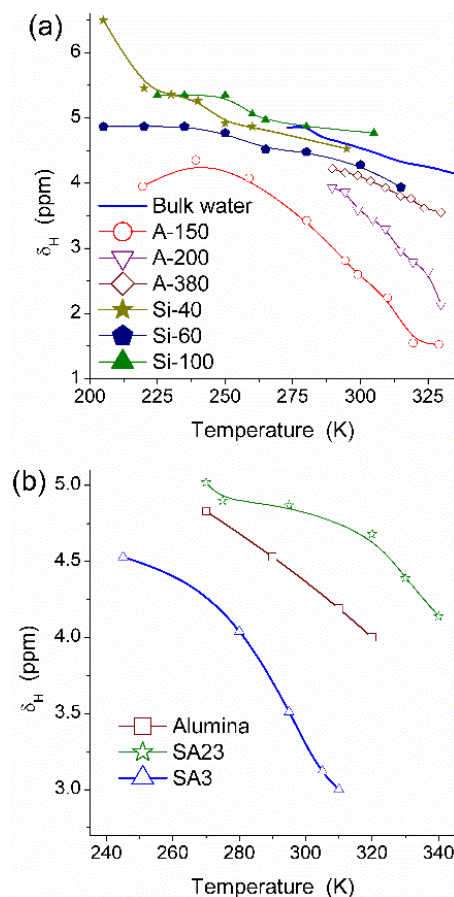 (a)
6
5
4
3
2
1
δH (ppm)
Bulk water
A-150
A-200
A-380
Si-40
Si-60
Si-100
200 225 250 275 300 325
Temperature (K)
(b)
5.0
4.5
4.0
3.5
3.0
δH (ppm)
Alumina
SA23
SA3
240 260 280 300 320 340
Temperature (K)